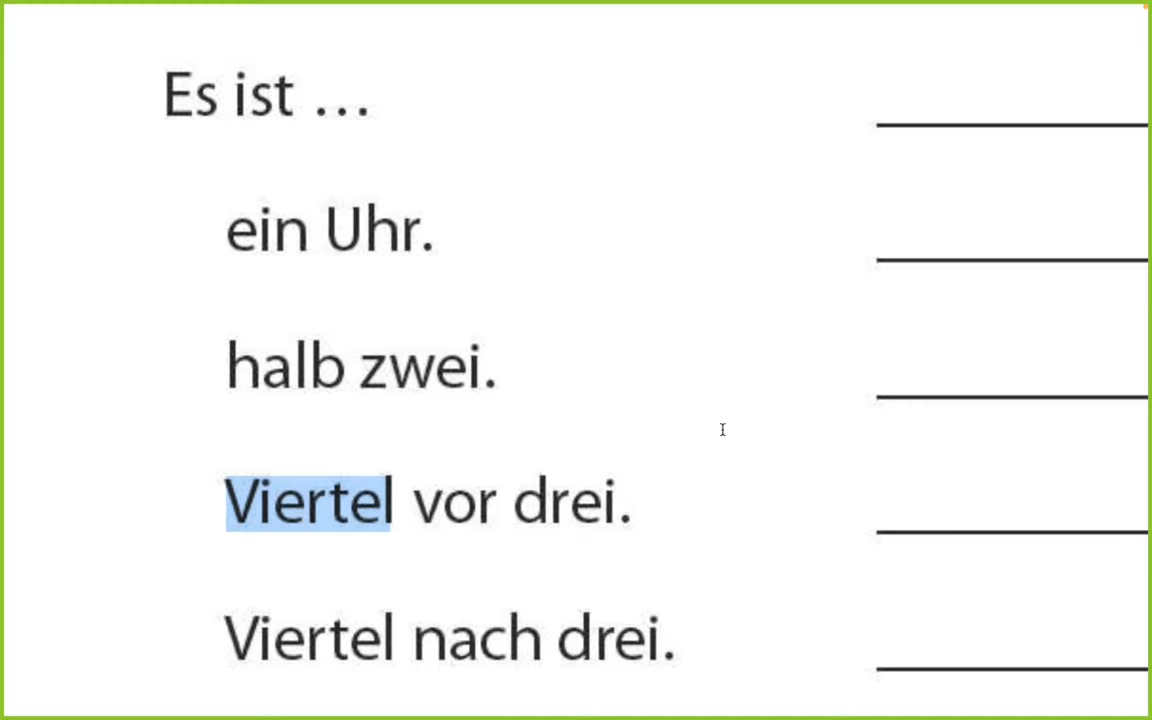 Es ist …
ein Uhr.
halb zwei.
Viertel vor drei.
Viertel nach drei.